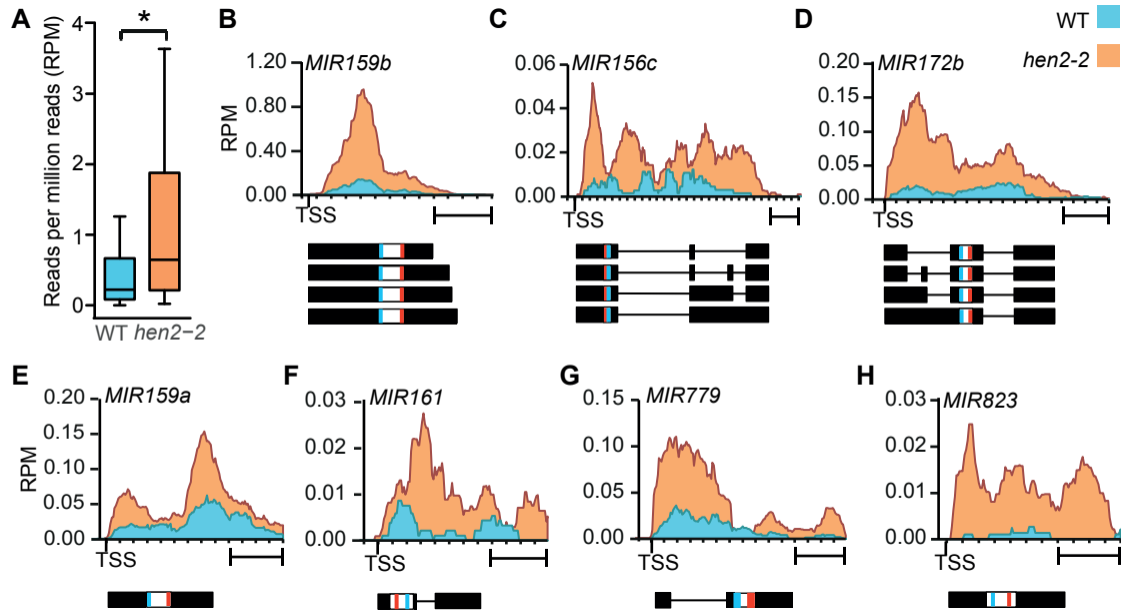 A
Reads per million reads (RPM)
4
3
2
1
0
*
WT hen2−2
B
MIR159b
RPM
1.20
0.80
0.40
0.00
TSS
C
MIR156c
0.06
0.04
0.02
0.00
TSS
D
MIR172b
0.20
0.15
0.10
0.05
0.00
TSS
WT
hen2-2
E
MIR159a
RPM
0.20
0.15
0.10
0.05
0.00
TSS
F
MIR161
0.03
0.02
0.01
0.00
TSS
G
MIR779
0.15
0.10
0.05
0.00
TSS
H
MIR823
0.03
0.02
0.01
0.00
TSS